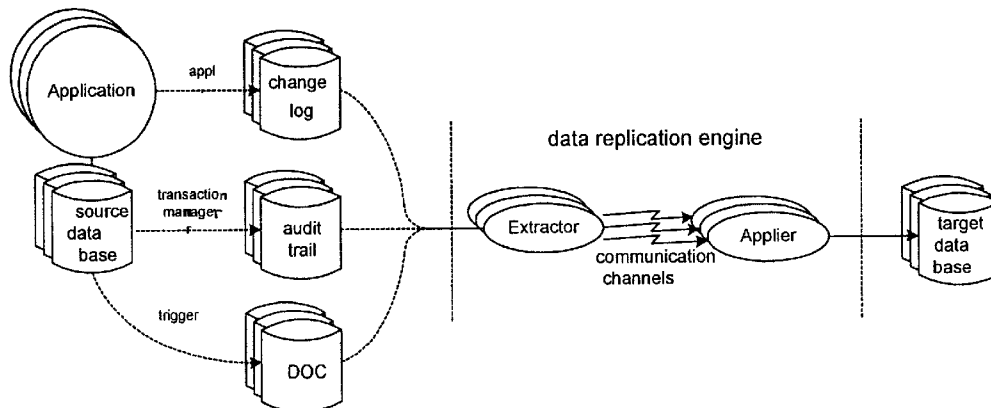 Application
appl
change
log
source
data
base
transaction
manager
r
audit
trail
trigger
DOC
data replication engine
Extractor
communication
channels
Applier
target
data
base